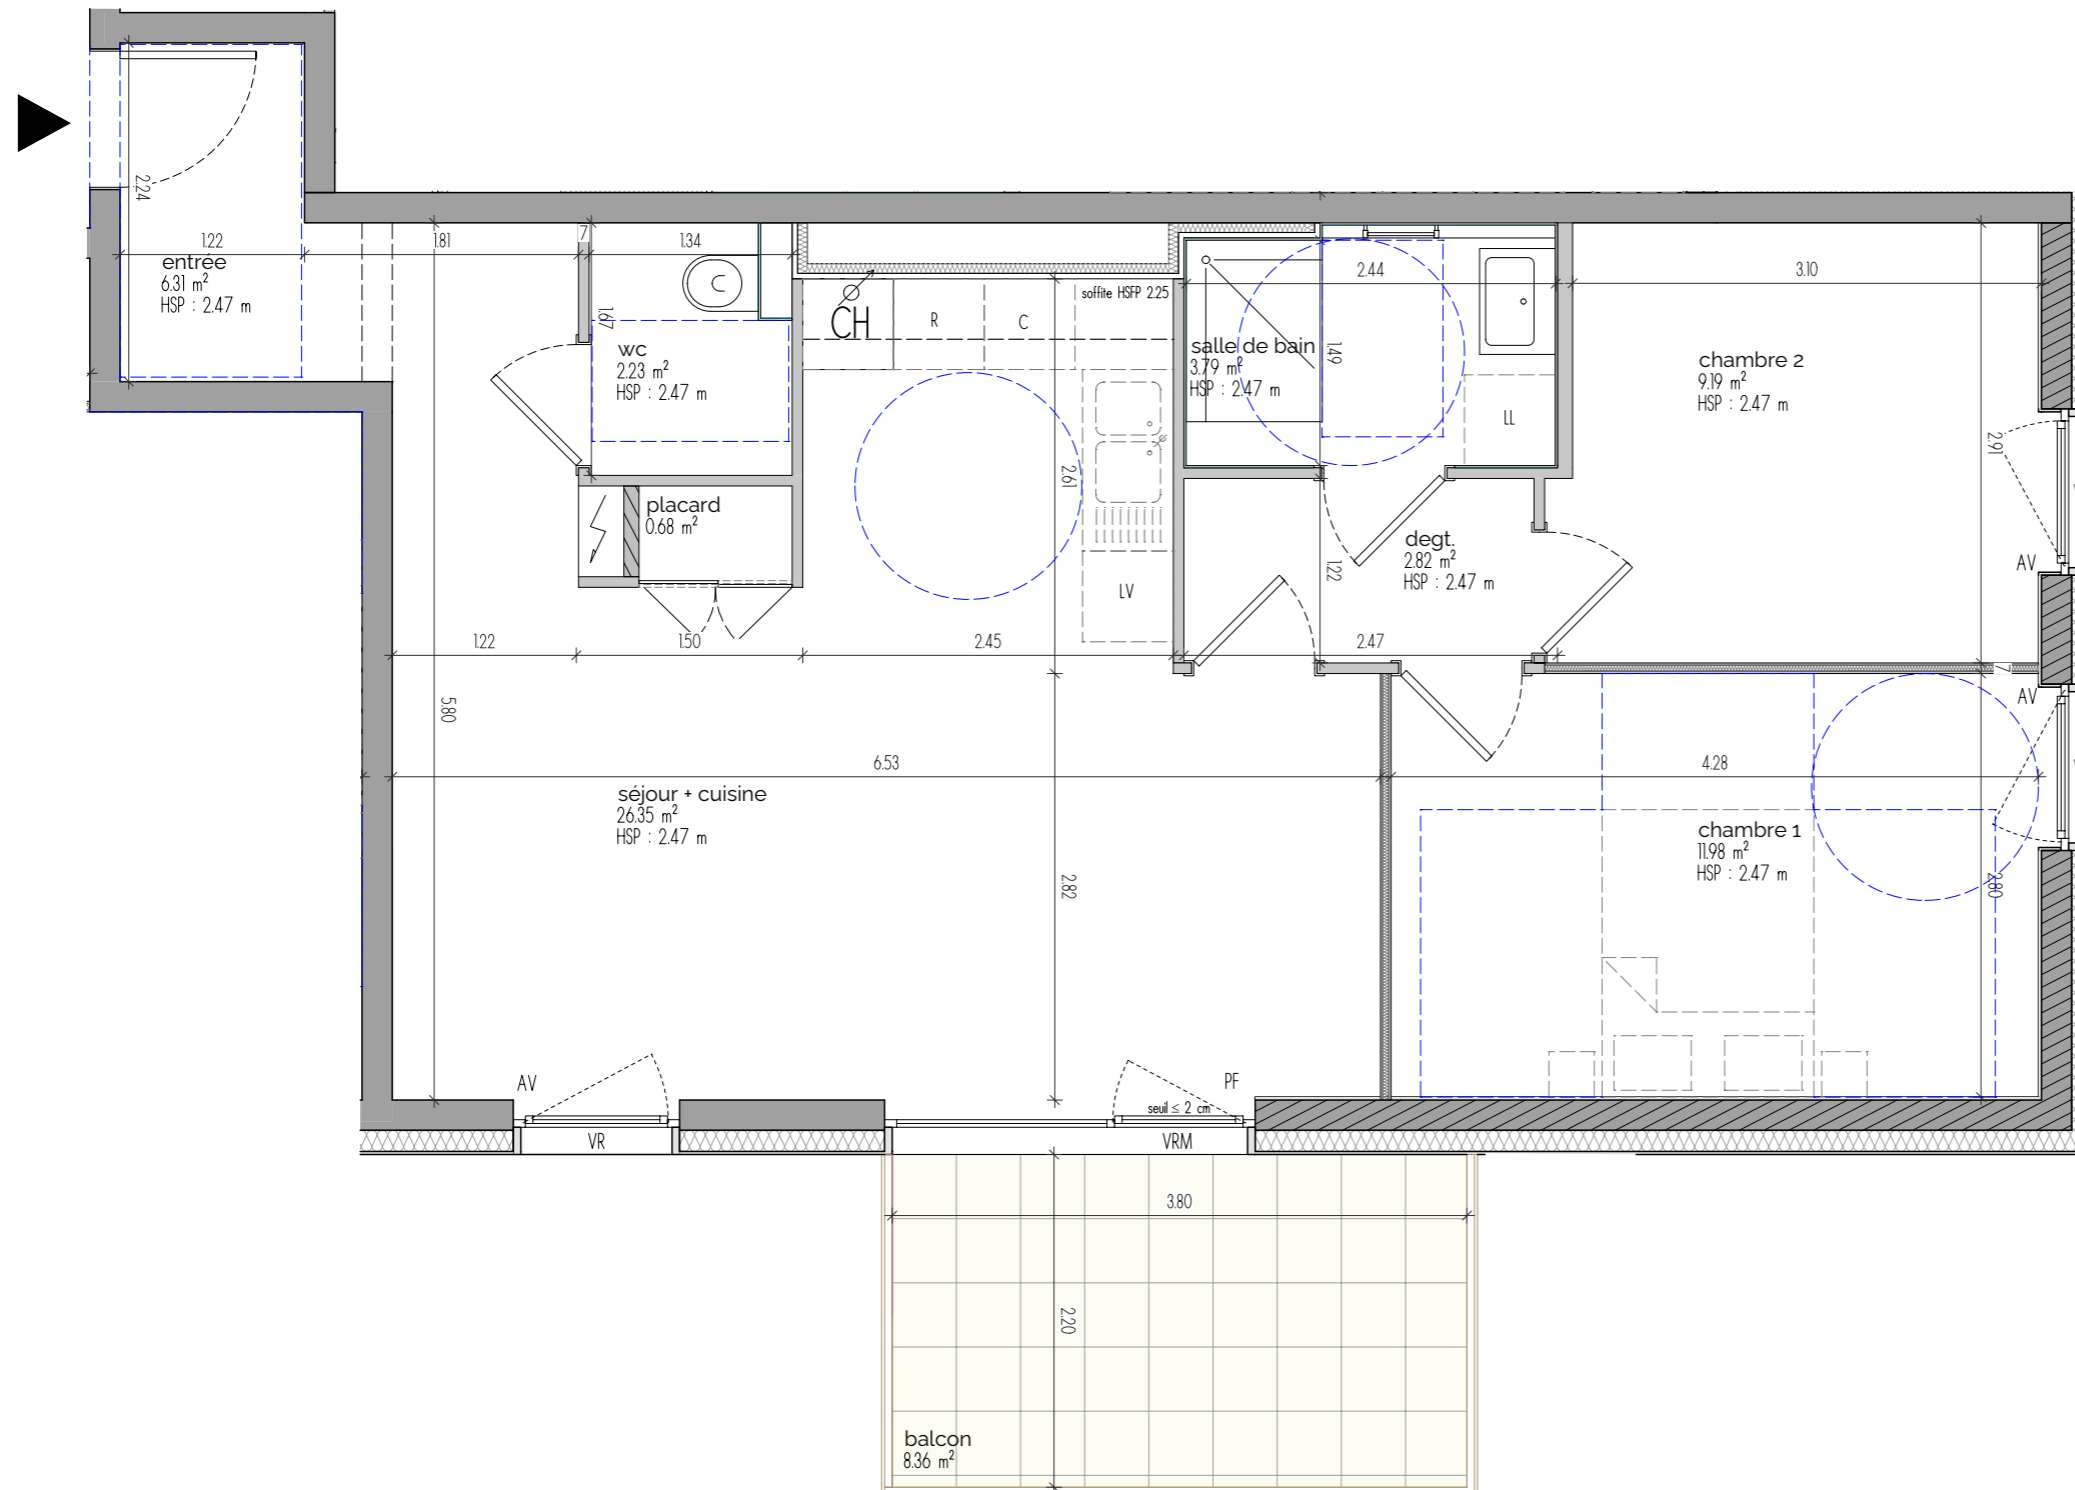 2.24
1.22
1.81
7
1.34
entrée
6.31 m²
HSP : 2.47 m
1.67
wc
2.23 m²
HSP : 2.47 m
CH
R
C
soffite HSFP 2.25
2.44
salle de bain
3.79 m²
HSP : 2.47 m
1.49
LL
3.10
chambre 2
9.19 m²
HSP : 2.47 m
2.91
AV
placard
0.68 m²
2.61
LV
degt.
2.82 m²
HSP : 2.47 m
1.22
1.22
1.50
2.45
2.47
7
AV
5.80
6.53
4.28
séjour + cuisine
26.35 m²
HSP : 2.47 m
2.82
chambre 1
11.98 m²
HSP : 2.47 m
2.80
AV
PF
seuil ≤ 2 cm
VR
VRM
3.80
2.20
balcon
8.36 m²